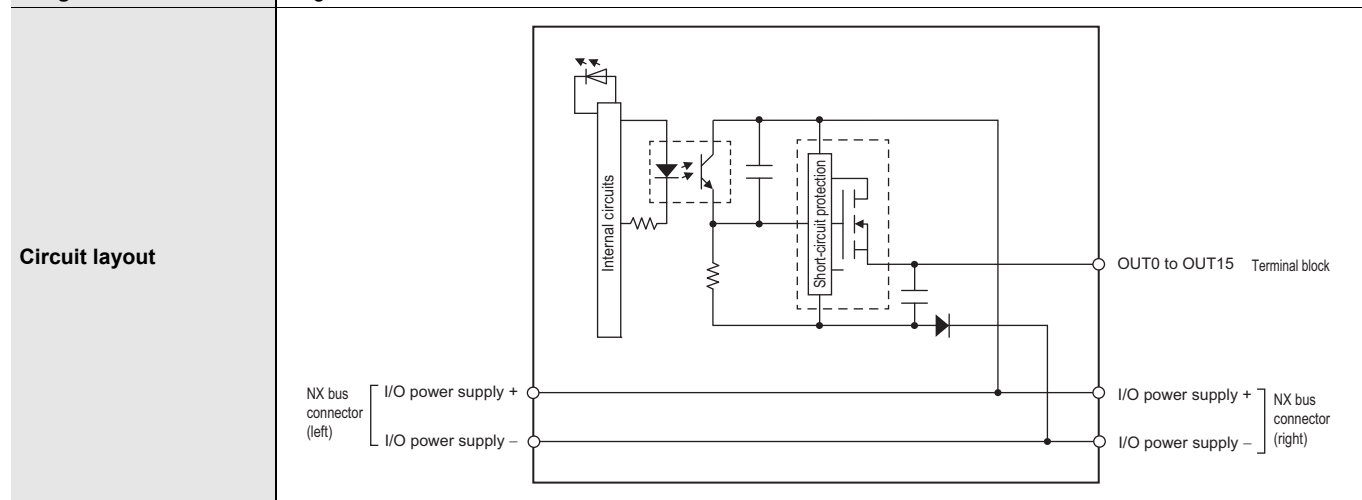 Circuit layout
Internal circuits
Short-circuit protection
OUT0 to OUT15 Terminal block
NX bus
connector
(left)
I/O power supply +
I/O power supply –
I/O power supply +
I/O power supply –
NX bus
connector
(right)